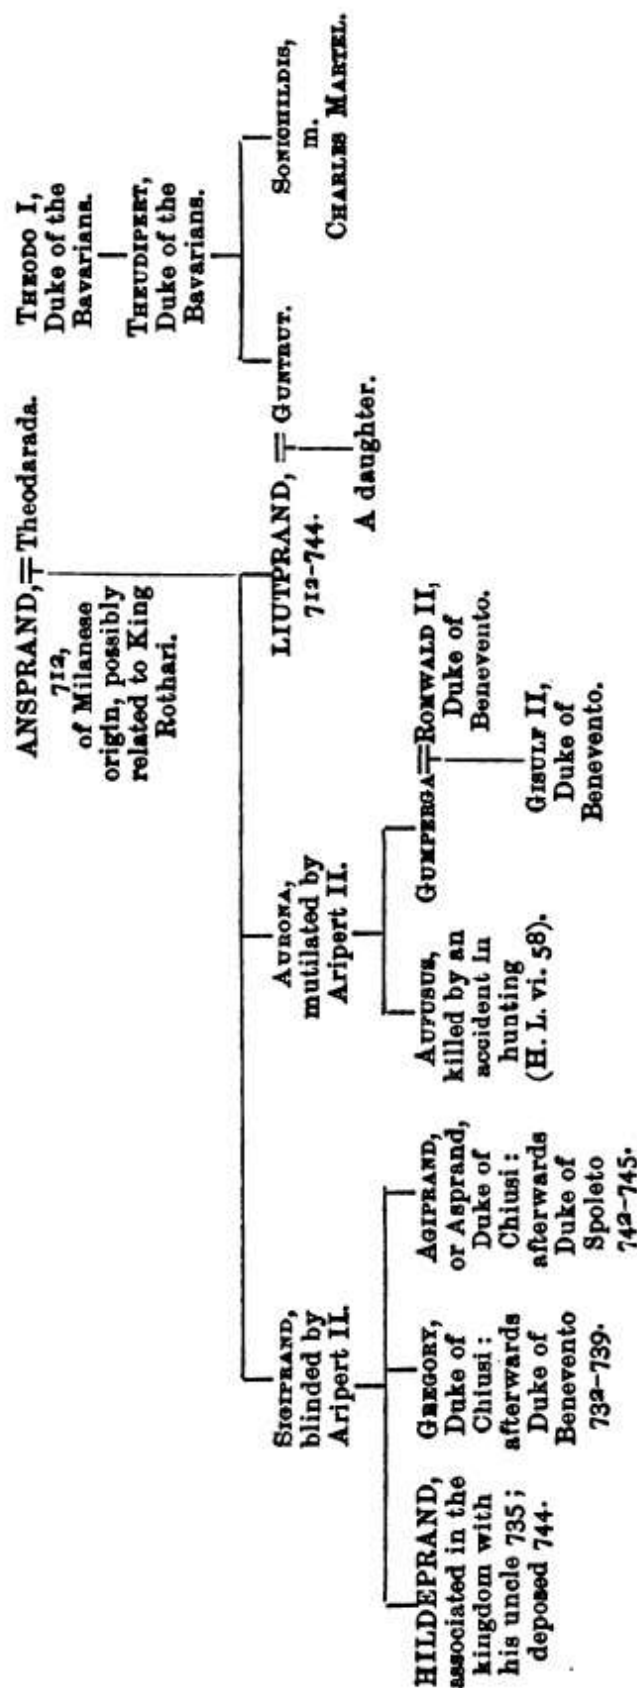 ANSPRAND,
712,
of Milanese
origin, possibly
related to King
Rothari.
Theodarada.
THEODO I,
Duke of the
Bavarians.
THEUDIPERT,
Duke of the
Bavarians.
SIGIPRAND,
blinded by
Aripert II.
AURONA,
mutilated by
Aripert II.
LIUTPRAND,
712-744.
GUNTRUT.
SONICHILDIS,
m.
CHARLES MARTEL.
A daughter.
HILDEPRAND,
associated in the
kingdom with
his uncle 735;
deposed 744.
GREGORY,
Duke of
Chiusi:
afterwards
Duke of
Benevento
732-739.
AGIPRAND,
or Asprand,
Duke of
Chiusi:
afterwards
Duke of
Spoleto
742-745.
AUFUSUS,
killed by an
accident in
hunting
(H. L. vi. 58).
GUMPERGA
ROMWALD II,
Duke of
Benevento.
GISULF II,
Duke of
Benevento.